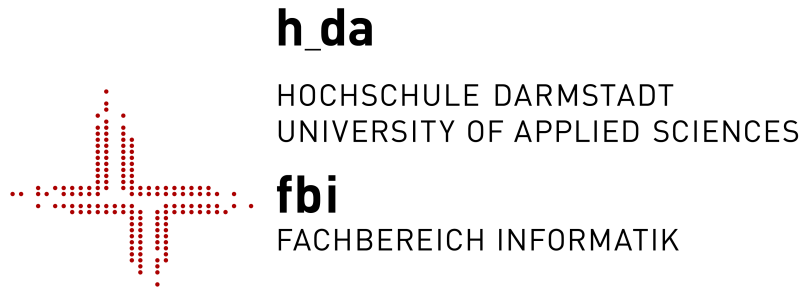 h_da
HOCHSCHULE DARMSTADT
UNIVERSITY OF APPLIED SCIENCES
fbi
FACHBEREICH INFORMATIK